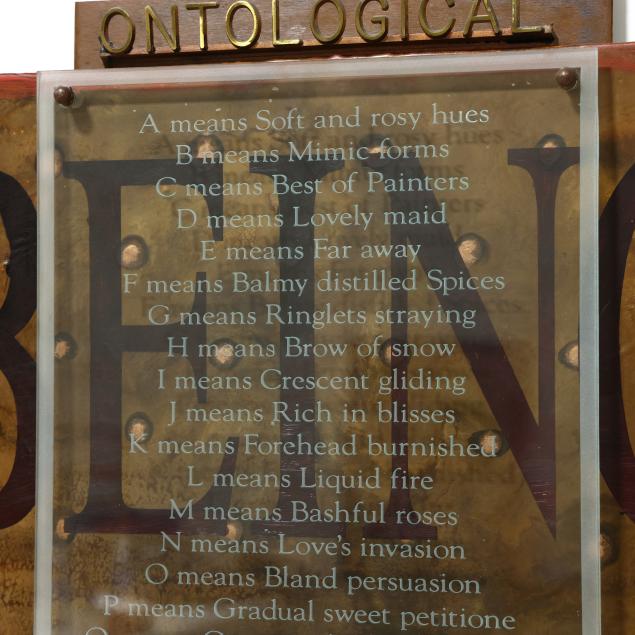 ONTOLOGICAL
BEING
A means Soft and rosy hues
B means Mimic forms
C means Best of Painters
D means Lovely maid
E means Far away
F means Balmy distilled Spices
G means Ringlets straying
H means Brow of snow
I means Crescent gliding
J means Rich in blisses
K means Forehead burnished
L means Liquid fire
M means Bashful roses
N means Love's invasion
O means Bland persuasion
P means Gradual sweet petitione